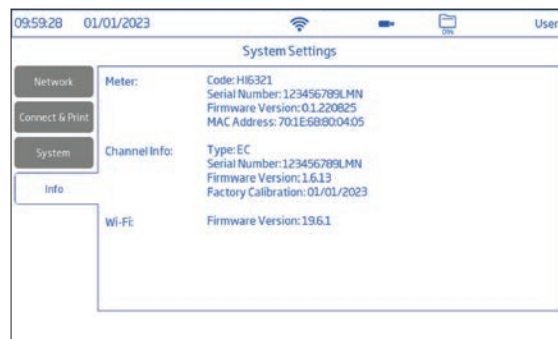 09:59:28 01/01/2023 0% User
System Settings
Network
Connect & Print
System
Info
Meter:
Code: HI6321
Serial Number: 123456789LMN
Firmware Version: 0.1.220825
MAC Address: 70:1E:68:80:04:05
Channel Info:
Type: EC
Serial Number: 123456789LMN
Firmware Version: 1.6.13
Factory Calibration: 01/01/2023
Wi-Fi:
Firmware Version: 19.6.1